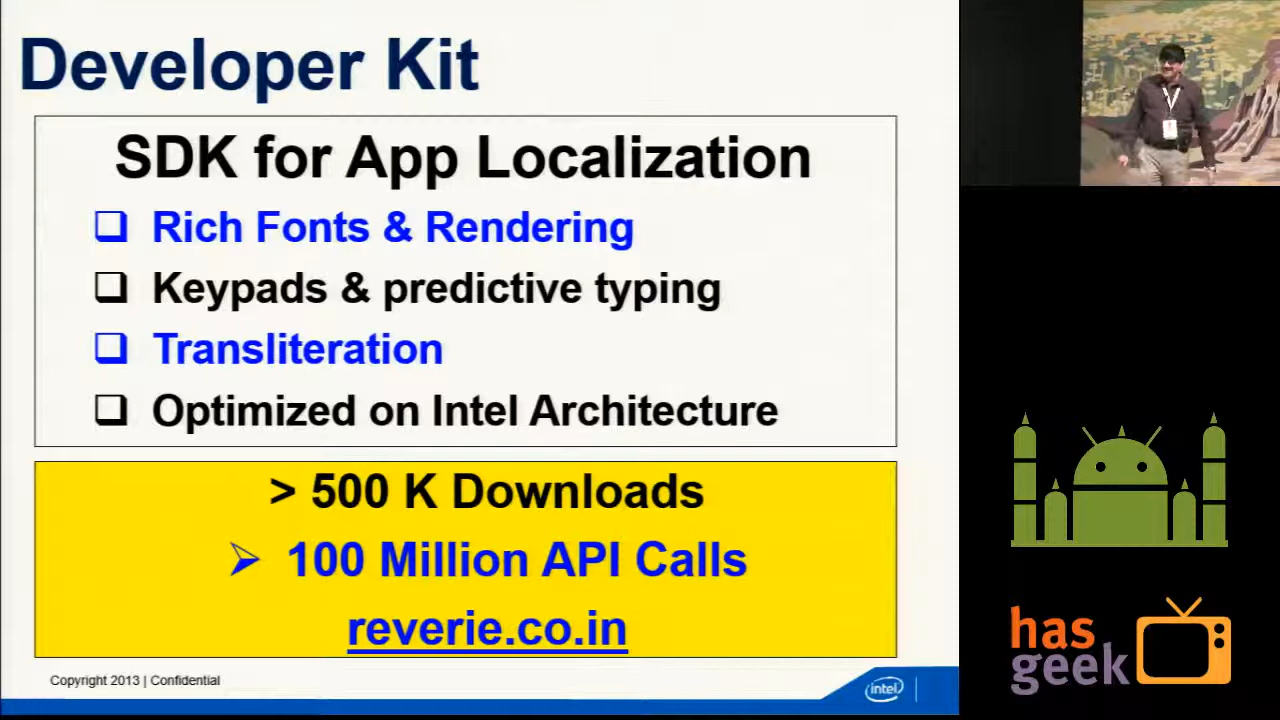 Developer Kit
SDK for App Localization
Rich Fonts & Rendering
Keypads & predictive typing
Transliteration
Optimized on Intel Architecture
> 500 K Downloads
100 Million API Calls
reverie.co.in
Copyright 2013 | Confidential
intel
has
geek